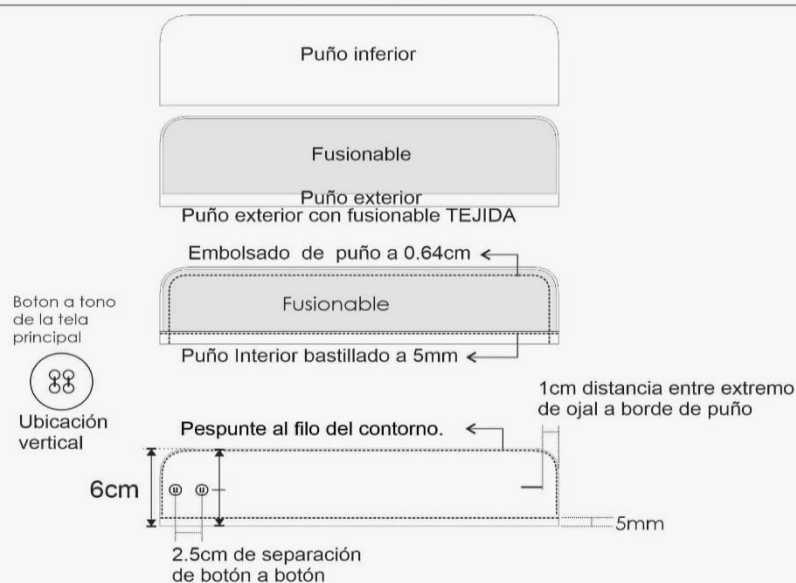 Puño inferior
Fusionable
Puño exterior
Puño exterior con fusionable TEJIDA
Embolsado de puño a 0.64cm
Fusionable
Boton a tono
de la tela
principal
Puño Interior bastillado a 5mm
Ubicación
vertical
1cm distancia entre extremo
de ojal a borde de puño
Pespunte al filo del contorno.
6cm
5mm
2.5cm de separación
de botón a botón